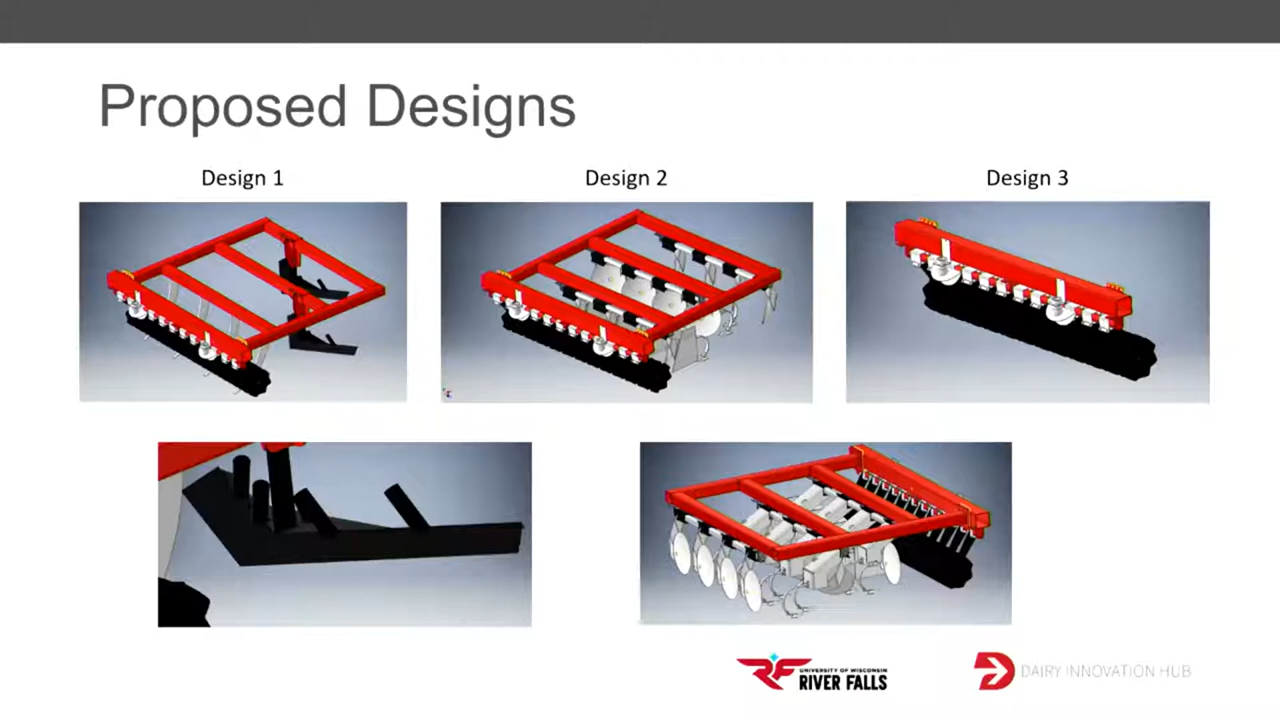 Proposed Designs
Design 1
Design 2
Design 3
UNIVERSITY OF WISCONSIN
RIVER FALLS
DAIRY INNOVATION HUB